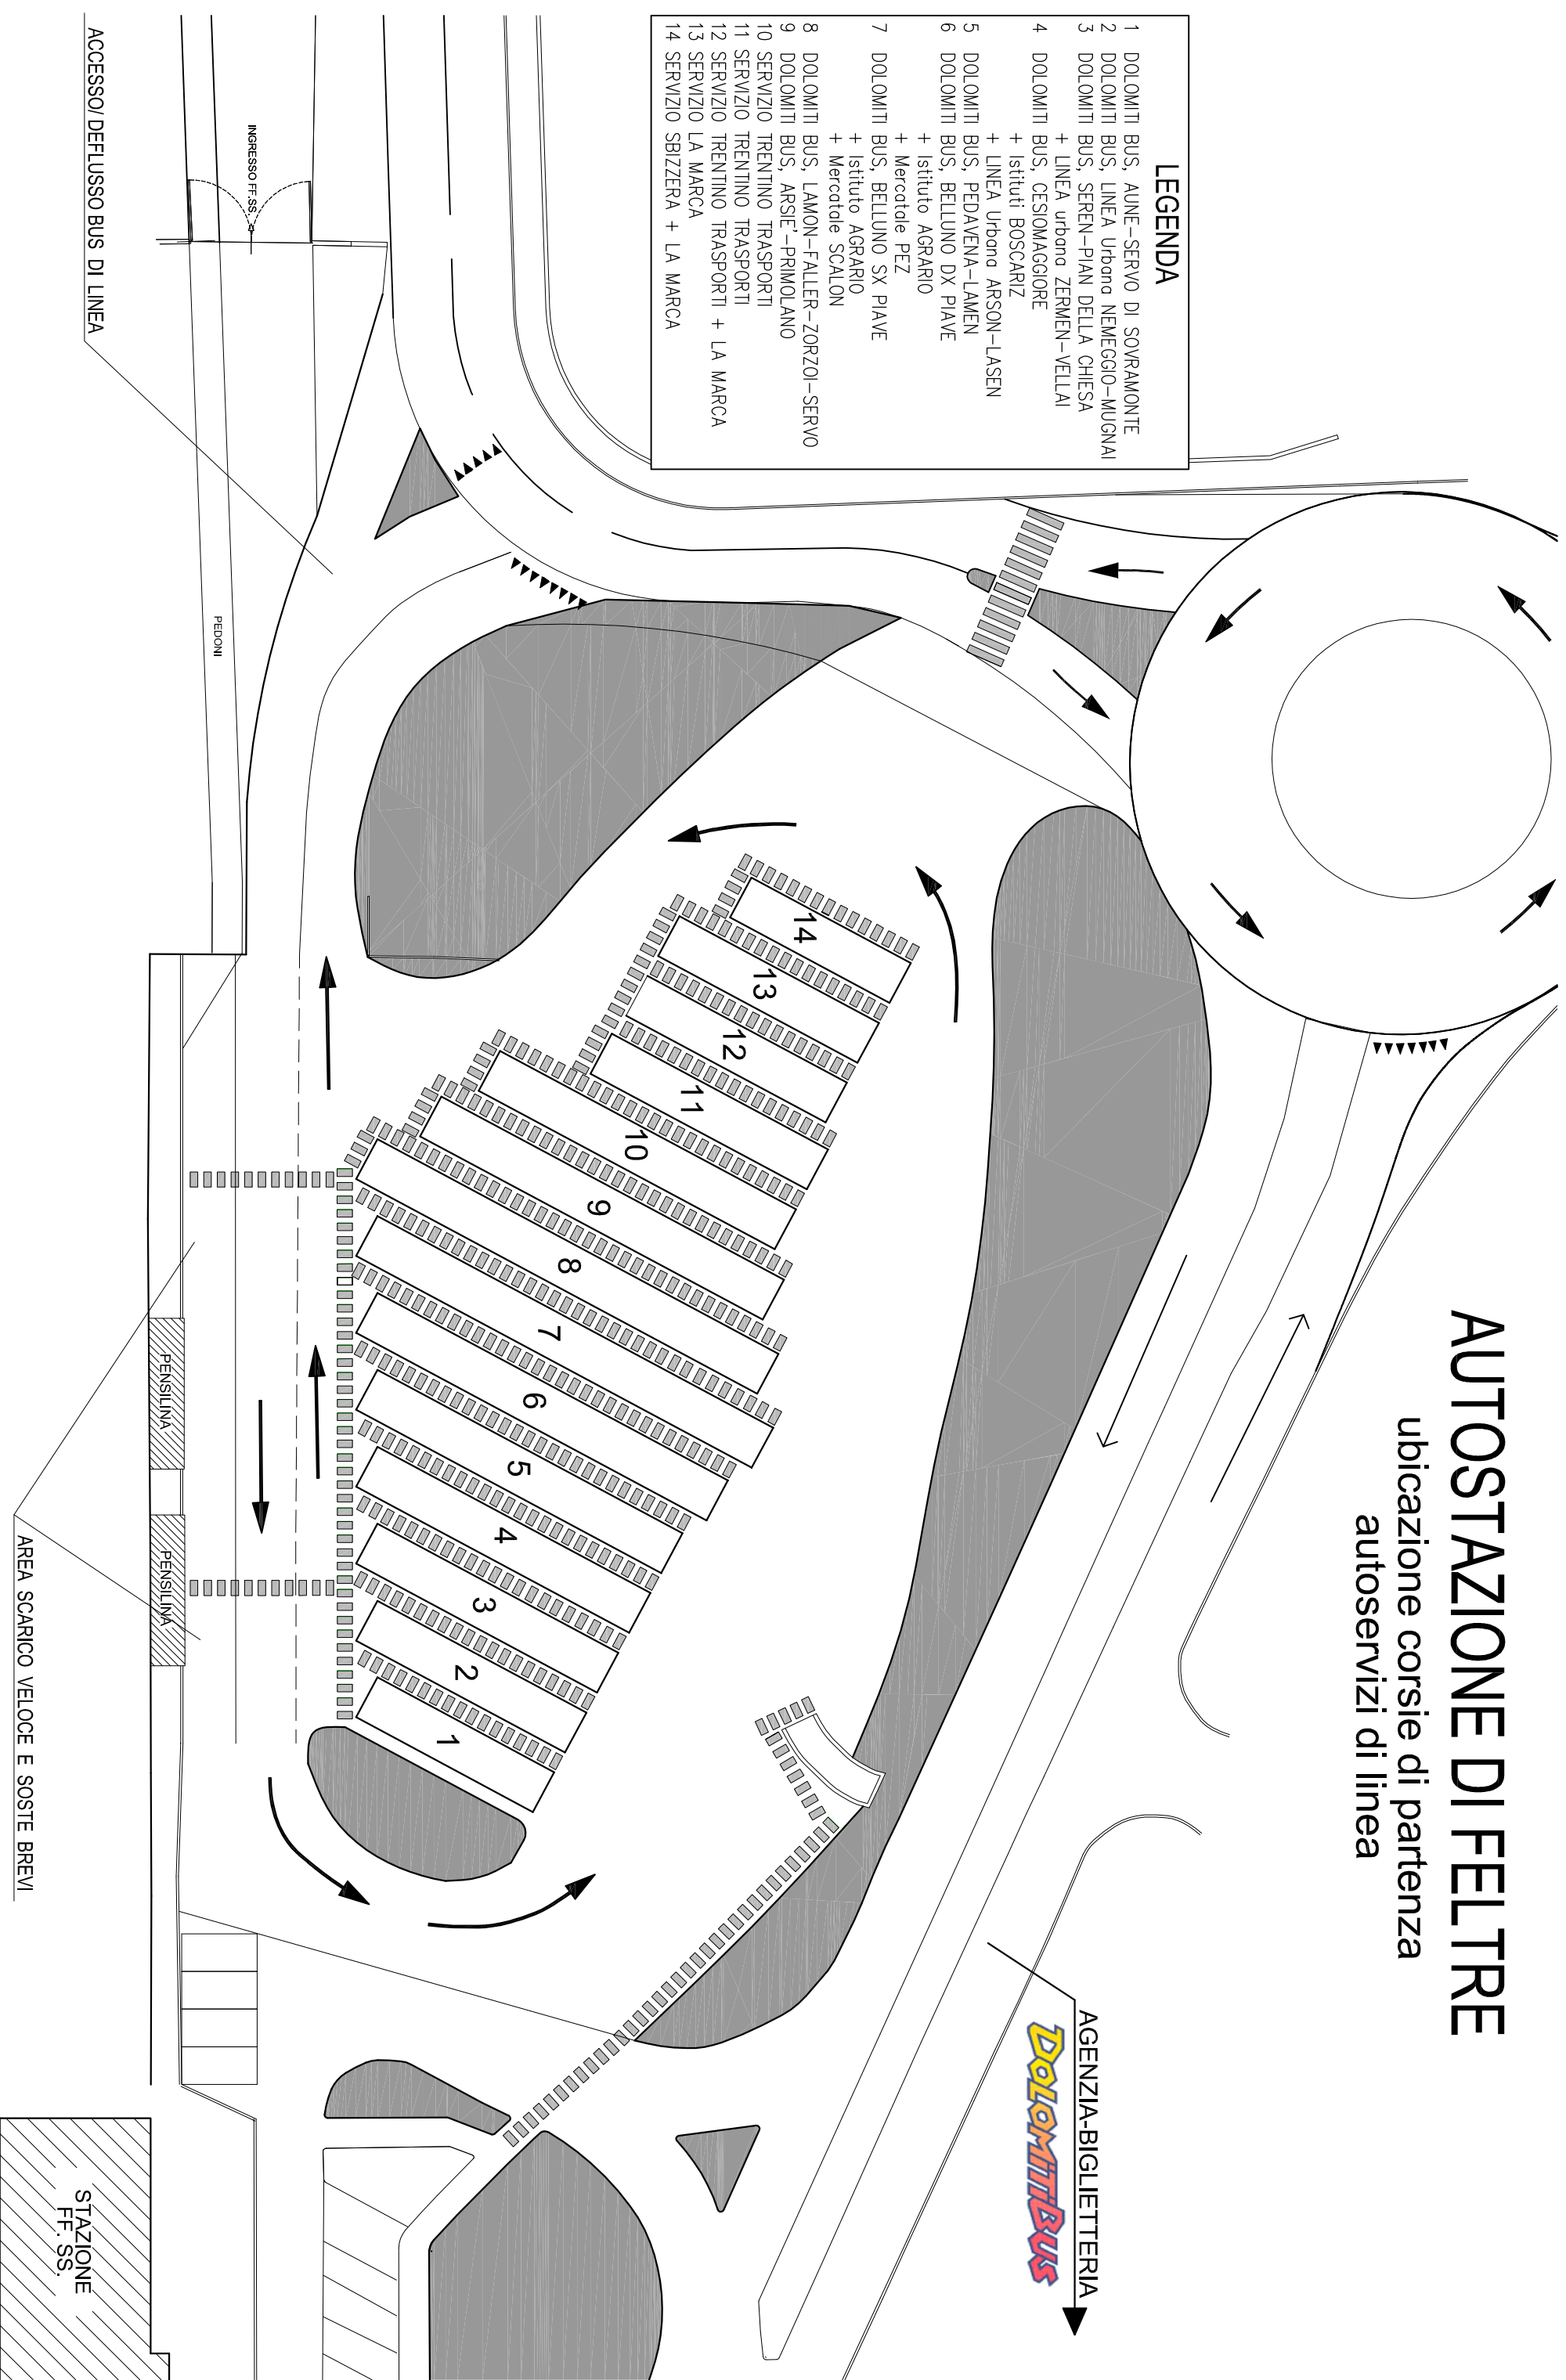 AUTOSTAZIONE DI FELTRE
ubicazione corsie di partenza
autoservizi di linea
LEGENDA
1 DOLOMITI BUS, AUNE-SERVO DI SOVRAMONTE
2 DOLOMITI BUS, LINEA Urbana NEMEGGIO-MUGNAI
3 DOLOMITI BUS, SEREN-PIAN DELLA CHIESA
+ LINEA urbana ZERMEN-VELLAI
4 DOLOMITI BUS, CESIOMAGGIORE
+ Istituti BOSCARIZ
+ LINEA Urbana ARSON-LASEN
5 DOLOMITI BUS, PEDAVENA-LAMEN
6 DOLOMITI BUS, BELLUNO DX PIAVE
+ Istituto AGRARIO
+ Mercatale PEZ
7 DOLOMITI BUS, BELLUNO SX PIAVE
+ Istituto AGRARIO
+ Mercatale SCALON
8 DOLOMITI BUS, LAMON-FALLER-ZORZOI-SERVO
9 DOLOMITI BUS, ARSIE'-PRIMOLANO
10 SERVIZIO TRENTINO TRASPORTI
11 SERVIZIO TRENTINO TRASPORTI
12 SERVIZIO TRENTINO TRASPORTI + LA MARCA
13 SERVIZIO LA MARCA
14 SERVIZIO SBIZZERA + LA MARCA
AGENZIA-BIGLIETTERIA
DOLOMITIBUS
14
13
12
11
10
9
8
7
6
5
4
3
2
1
INGRESSO FF.SS.
PEDONI
ACCESSO/DEFLUSSO BUS DI LINEA
PENSILINA
PENSILINA
AREA SCARICO VELOCE E SOSTE BREVI
STAZIONE
FF. SS.